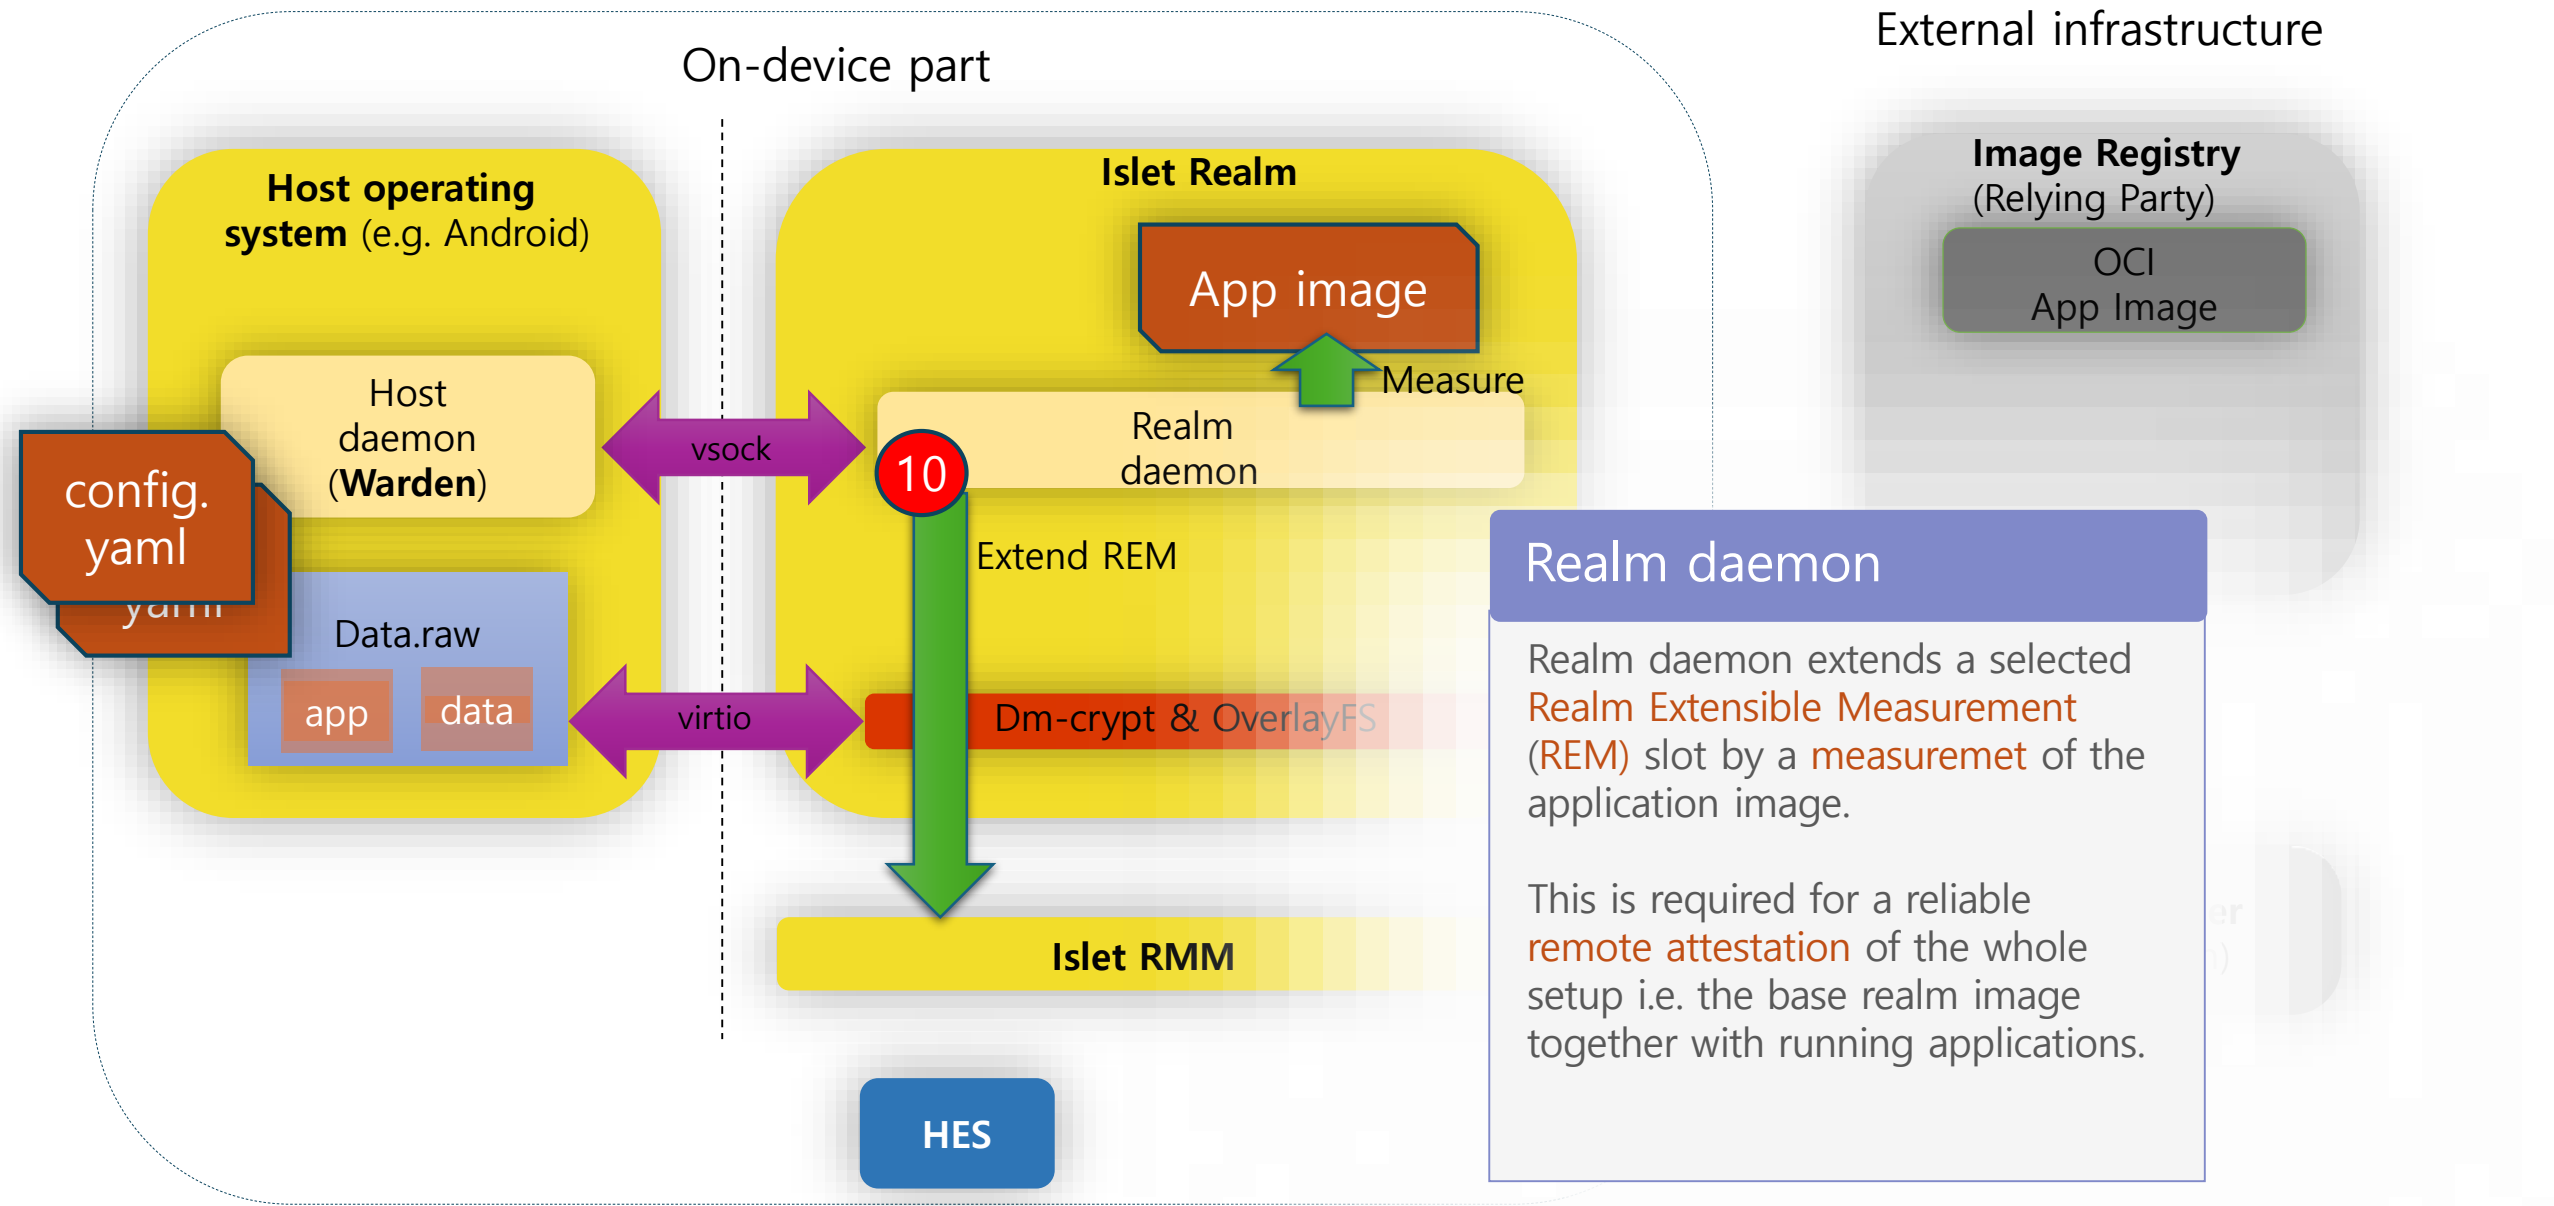 On-device part
External infrastructure
Host operating
system (e.g. Android)
Host
daemon
(Warden)
config.
yaml
yaml
Data.raw
app
data
vsock
virtio
Islet Realm
App image
Measure
Realm
daemon
10
Extend REM
Dm-crypt & OverlayFS
Islet RMM
HES
Image Registry
(Relying Party)
OCI
App Image
Realm daemon
Realm daemon extends a selected
Realm Extensible Measurement
(REM) slot by a measuremet of the
application image.
This is required for a reliable
remote attestation of the whole
setup i.e. the base realm image
together with running applications.